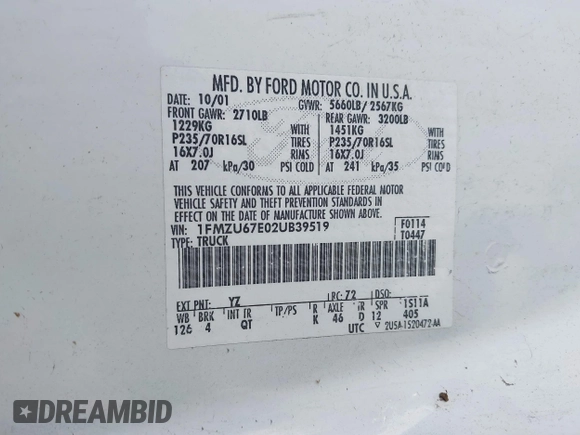 MFD. BY FORD MOTOR CO. IN U.S.A.
DATE: 10/01 GVWR: 5660LB/ 2567KG
FRONT GAWR: 2710LB REAR GAWR: 3200LB
1229KG WITH 1451KG WITH
P235/70R16SL TIRES P235/70R16SL TIRES
16X7.0J RIMS 16X7.0J RIMS
AT 207 kPa/30 PSI COLD AT 241 kPa/35 PSI COLD
THIS VEHICLE CONFORMS TO ALL APPLICABLE FEDERAL MOTOR
VEHICLE SAFETY AND THEFT PREVENTION STANDARDS IN
EFFECT ON THE DATE OF MANUFACTURE SHOWN ABOVE.
VIN: 1FMZU67E02UB39519 F0114
TYPE: TRUCK T0447
EXT PNT: YZ RC: 72 DSO:
WB BRK INT TR TP/PS R AXLE TR SPR 1S11A
126 4 QT K 46 D 12 405
UTC ▽ 2U5A-1520472-AA
DREAMBID